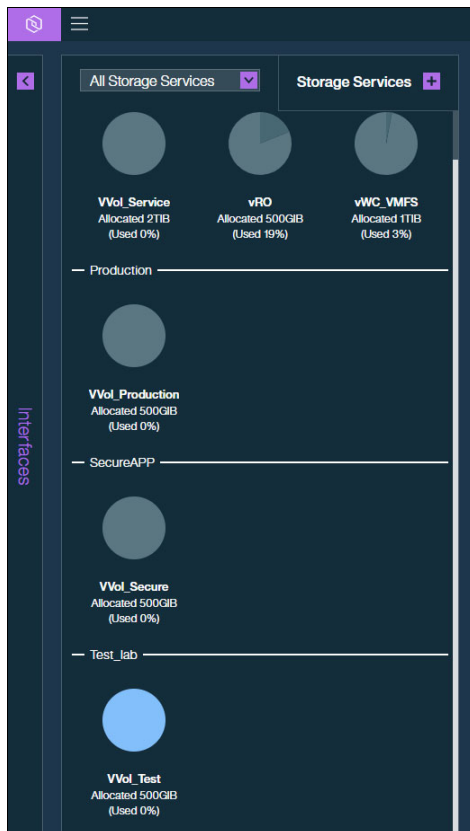 All Storage Services
Storage Services
VVol_Service
Allocated 2TIB
(Used 0%)
vRO
Allocated 500GIB
(Used 19%)
vWC_VMFS
Allocated 1TIB
(Used 3%)
Production
VVol_Production
Allocated 500GIB
(Used 0%)
Interfaces
SecureAPP
VVol_Secure
Allocated 500GIB
(Used 0%)
Test_lab
VVol_Test
Allocated 500GIB
(Used 0%)